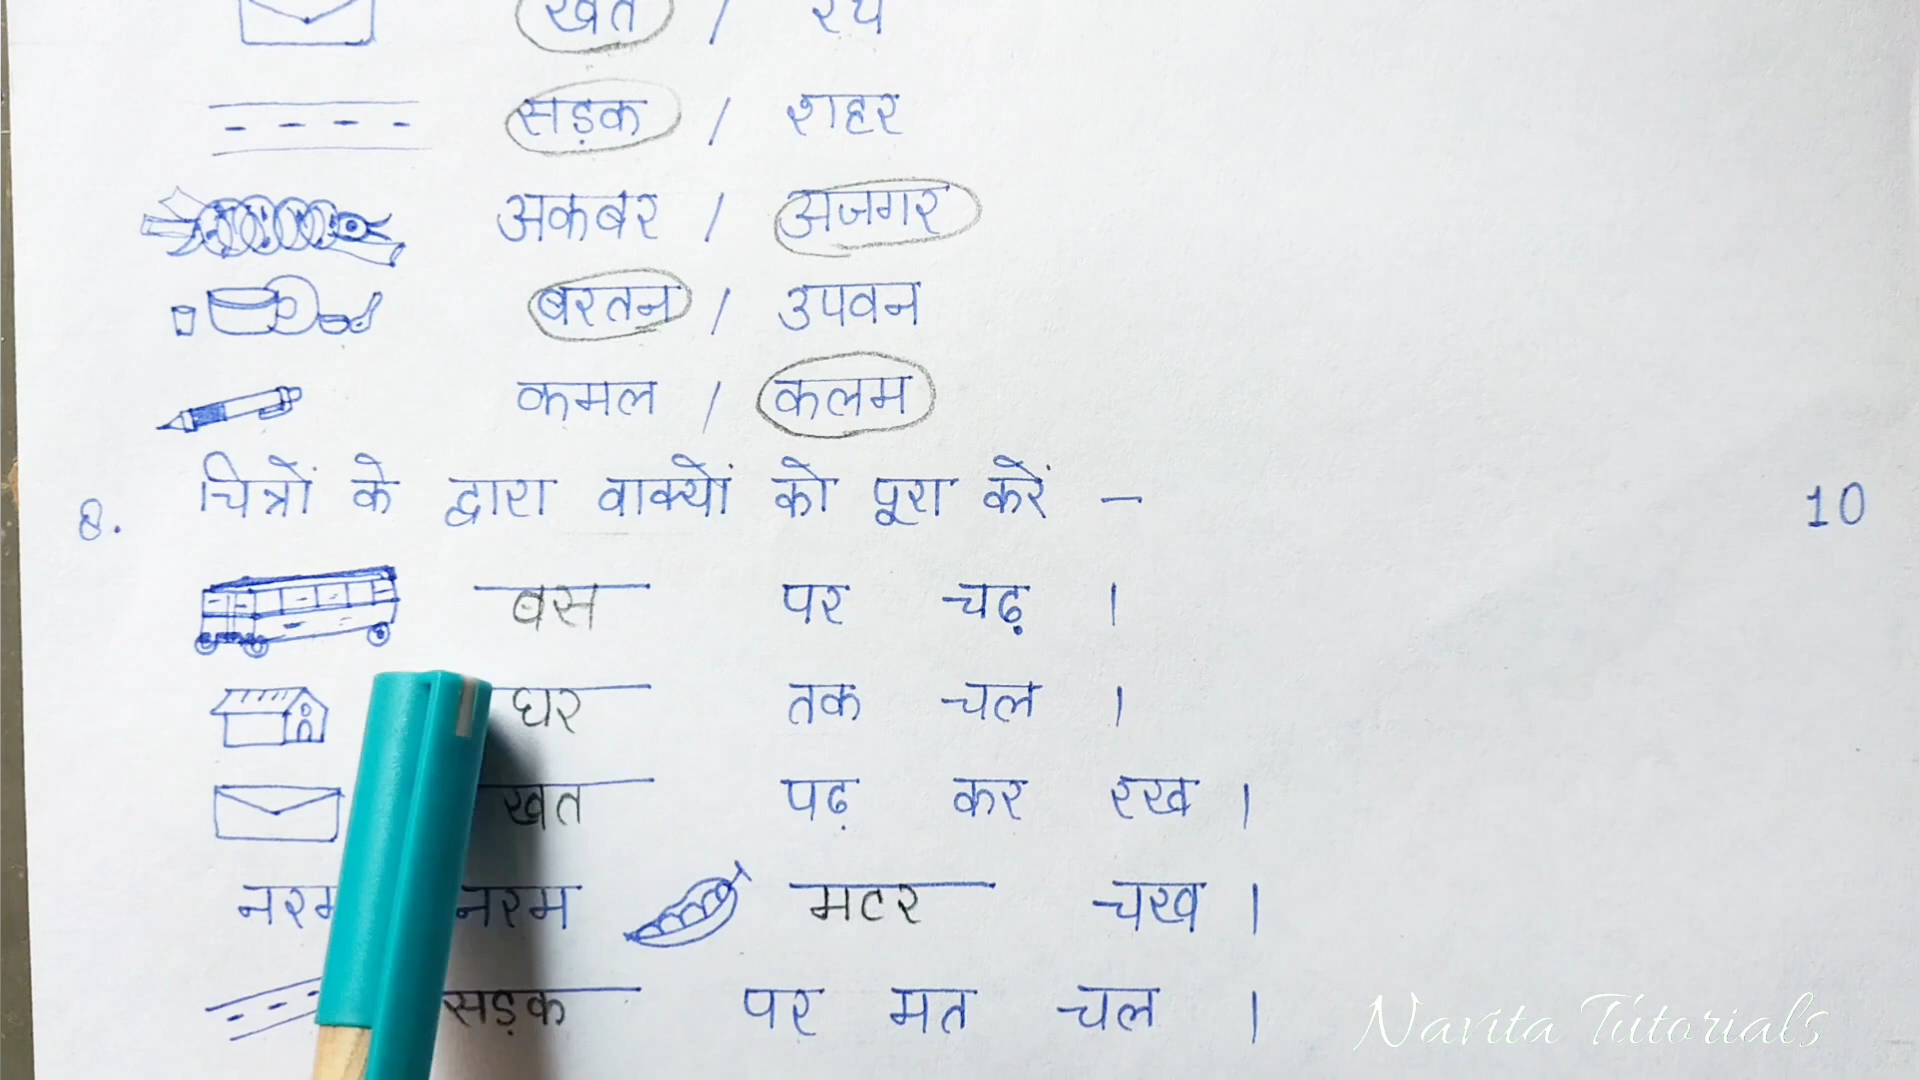 खत / रथ
सड़क / शहर
अकबर / अजगर
बरतन / उपवन
कमल / कलम
8. चित्रों के द्वारा वाक्यों को पूरा करें – 10
बस पर चढ़ ।
घर तक चल ।
खत पढ़ कर रख ।
नरम नरम मटर चख ।
सड़क पर मत चल ।
Navita Tutorials